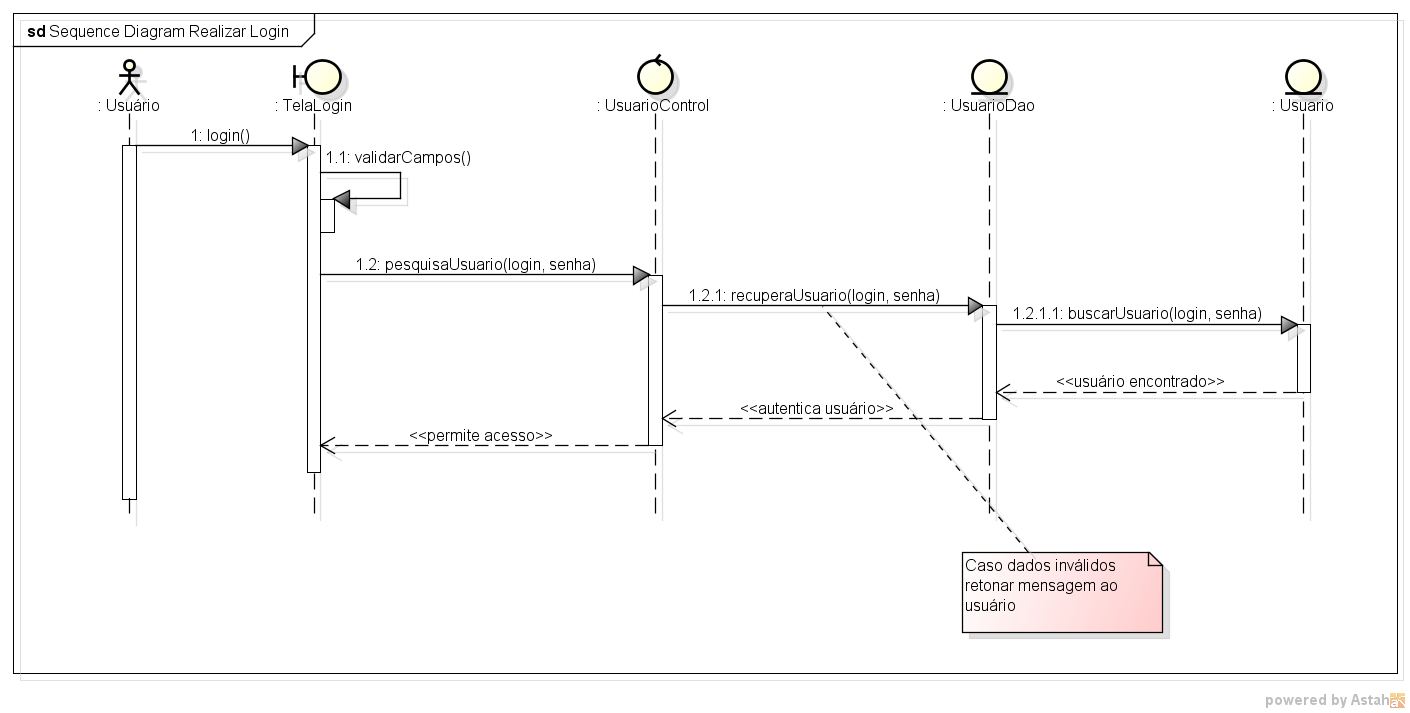 sd Sequence Diagram Realizar Login
: Usuário
: TelaLogin
: UsuarioControl
: UsuarioDao
: Usuario
1: login()
1.1: validarCampos()
1.2: pesquisaUsuario(login, senha)
1.2.1: recuperaUsuario(login, senha)
1.2.1.1: buscarUsuario(login, senha)
<<usuário encontrado>>
<<autentica usuário>>
<<permite acesso>>
Caso dados inválidos
retonar mensagem ao
usuário
powered by Astah